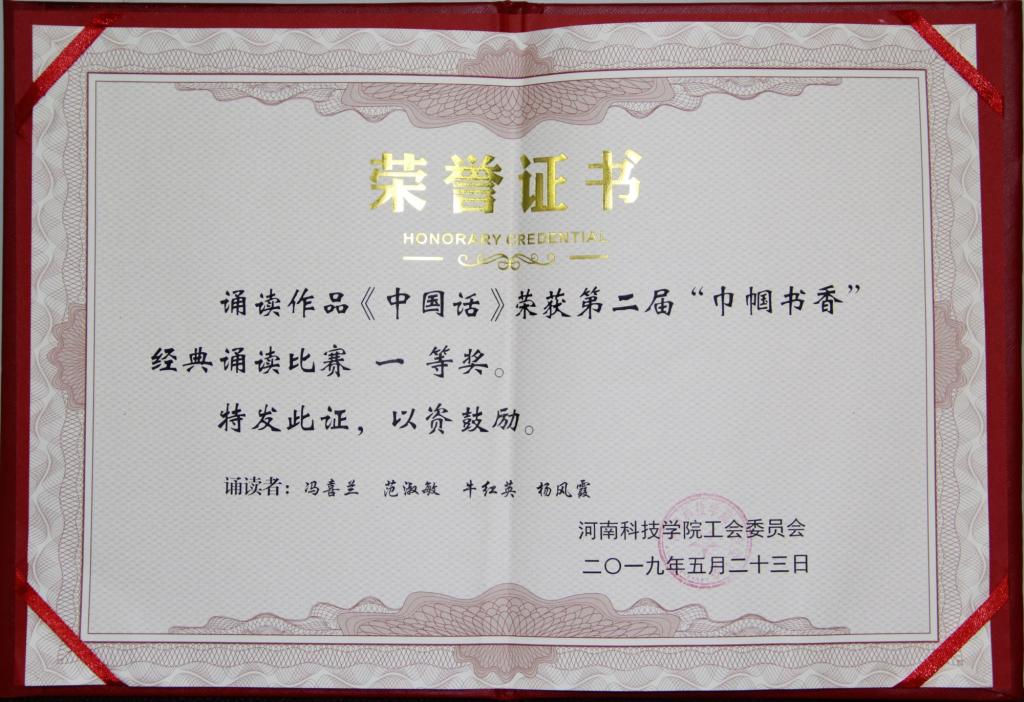 荣誉证书
HONORARY CREDENTIAL
诵读作品《中国话》荣获第二届“巾帼书香”
经典诵读比赛 一 等奖。
特发此证，以资鼓励。
诵读者：冯喜兰 范淑敏 牛红英 杨风霞
河南科技学院工会委员会
二〇一九年五月二十三日